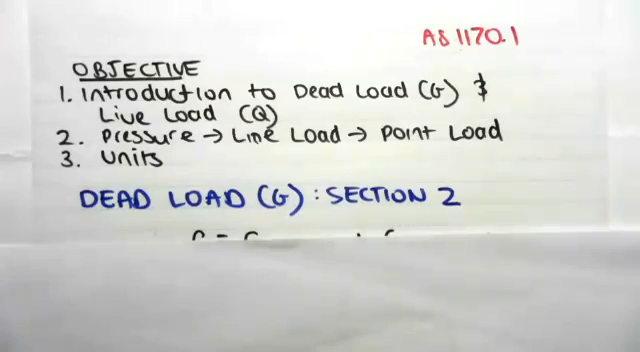 AS 1170.1
OBJECTIVE
1. Introduction to Dead Load (G) &
Live Load (Q)
2. Pressure → Line Load → Point Load
3. Units
DEAD LOAD (G) : SECTION 2